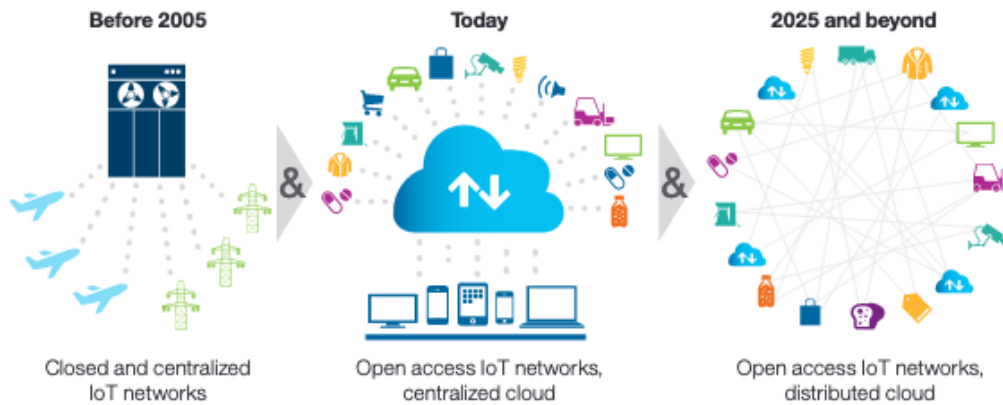 Before 2005
Today
2025 and beyond
&
&
Closed and centralized
IoT networks
Open access IoT networks,
centralized cloud
Open access IoT networks,
distributed cloud